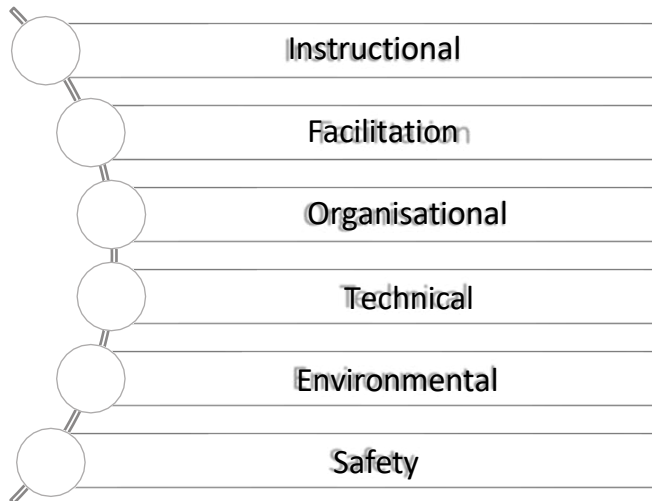 Instructional
Facilitation
Organisational
Technical
Environmental
Safety